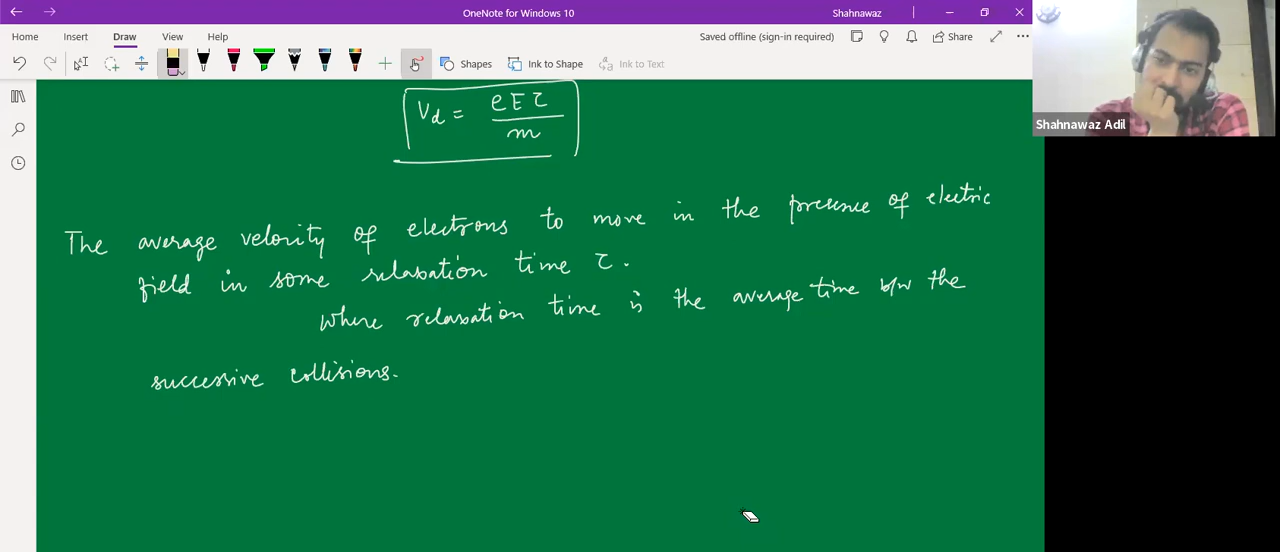 OneNote for Windows 10
Shahnawaz
Home Insert Draw View Help
Saved offline (sign-in required)
Share
Shapes
Ink to Shape
Ink to Text
Shahnawaz Adil
Vd = eEτ
m
The average velocity of electrons to move in the presence of electric
field in some relaxation time τ.
Where relaxation time is the average time b/w the
successive collisions.